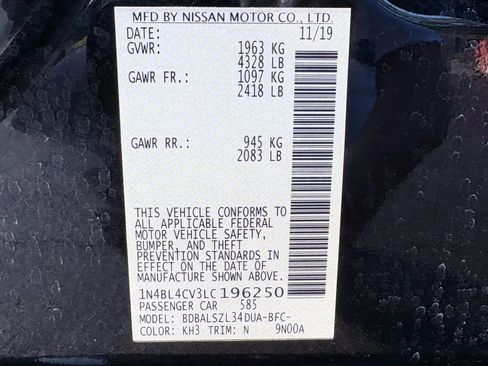 MFD BY NISSAN MOTOR CO., LTD.
DATE: 11/19
GVWR: 1963 KG
4328 LB
GAWR FR.: 1097 KG
2418 LB
GAWR RR.: 945 KG
2083 LB
THIS VEHICLE CONFORMS TO
ALL APPLICABLE FEDERAL
MOTOR VEHICLE SAFETY,
BUMPER, AND THEFT
PREVENTION STANDARDS IN
EFFECT ON THE DATE OF
MANUFACTURE SHOWN ABOVE.
1N4BL4CV3LC196250
PASSENGER CAR 585
MODEL: BDBALSZL34DUA-BFC-
COLOR: KH3 TRIM: N 9N00A